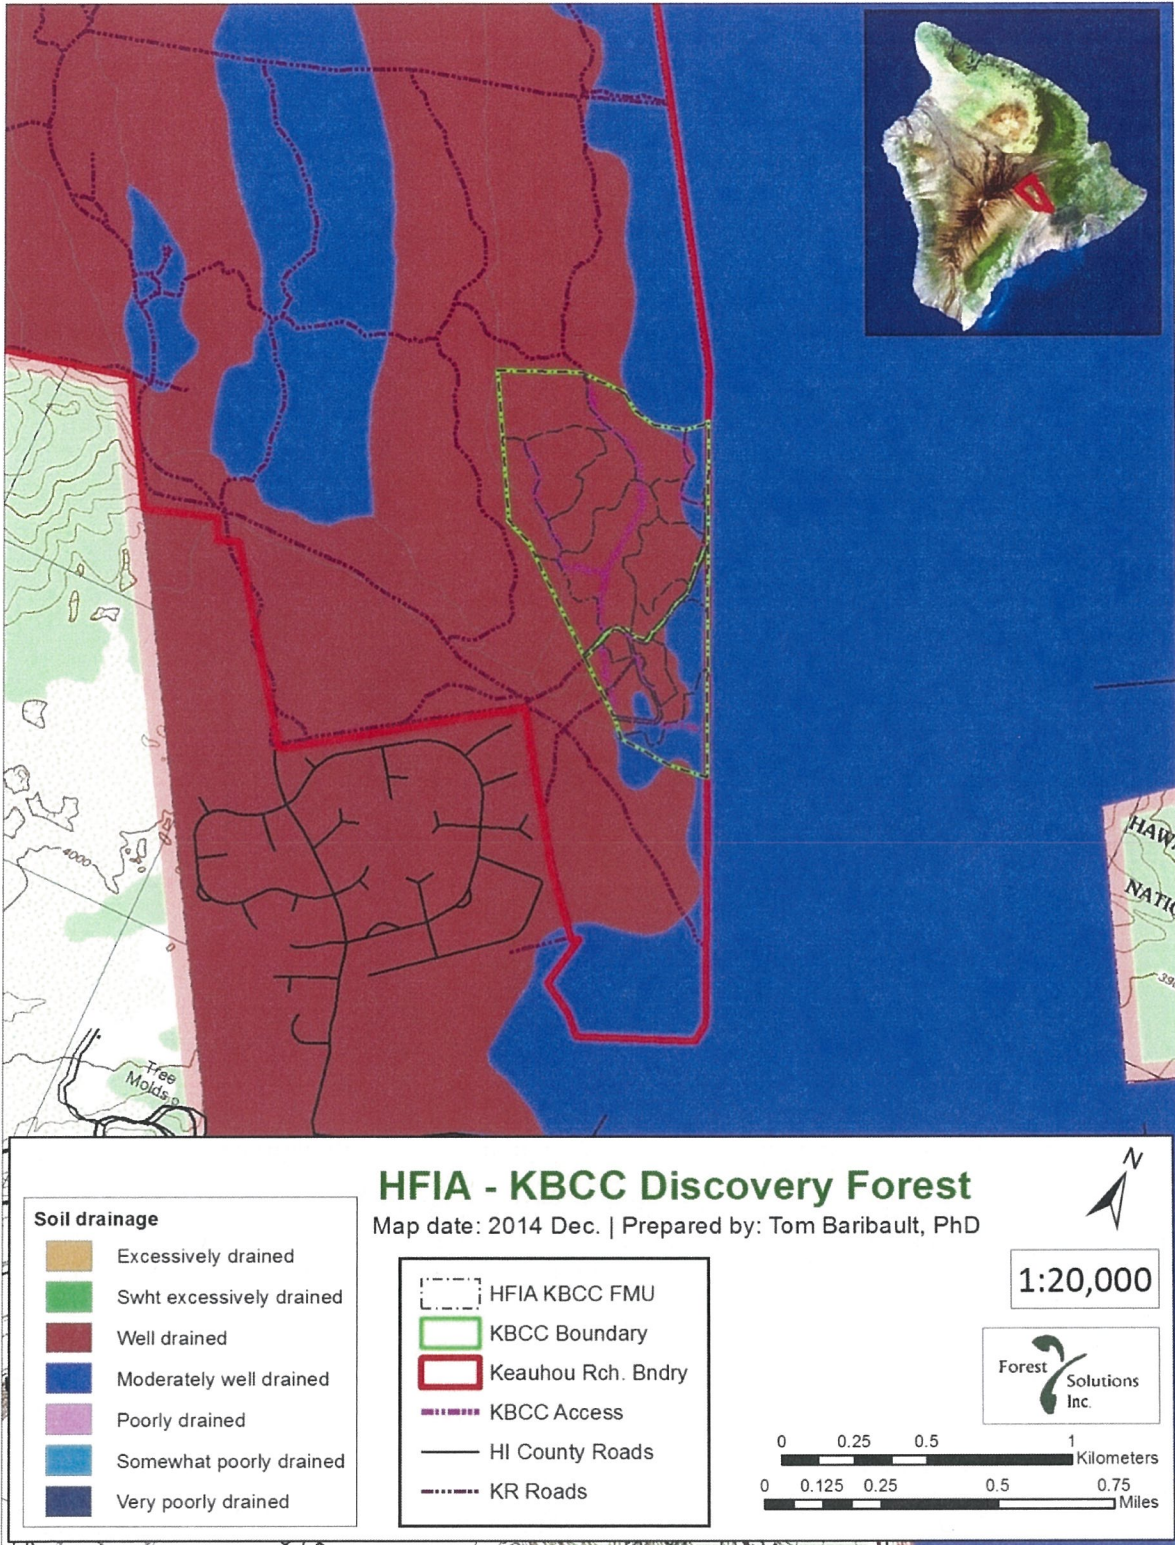 HAW
NATIO
4000
Tree
Molds
HFIA - KBCC Discovery Forest
Map date: 2014 Dec. | Prepared by: Tom Baribault, PhD
N
Soil drainage
Excessively drained
Swht excessively drained
Well drained
Moderately well drained
Poorly drained
Somewhat poorly drained
Very poorly drained
HFIA KBCC FMU
KBCC Boundary
Keauhou Rch. Bndry
KBCC Access
HI County Roads
KR Roads
1:20,000
Forest
Solutions
Inc.
0 0.25 0.5 1
Kilometers
0 0.125 0.25 0.5 0.75
Miles